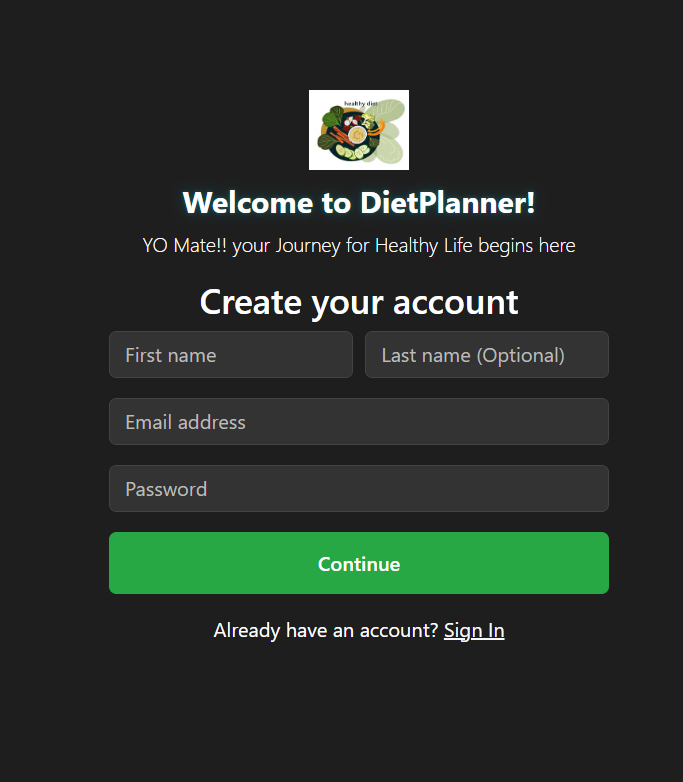 healthy diet
Welcome to DietPlanner!
YO Mate!! your Journey for Healthy Life begins here
Create your account
First name
Last name (Optional)
Email address
Password
Continue
Already have an account? Sign In